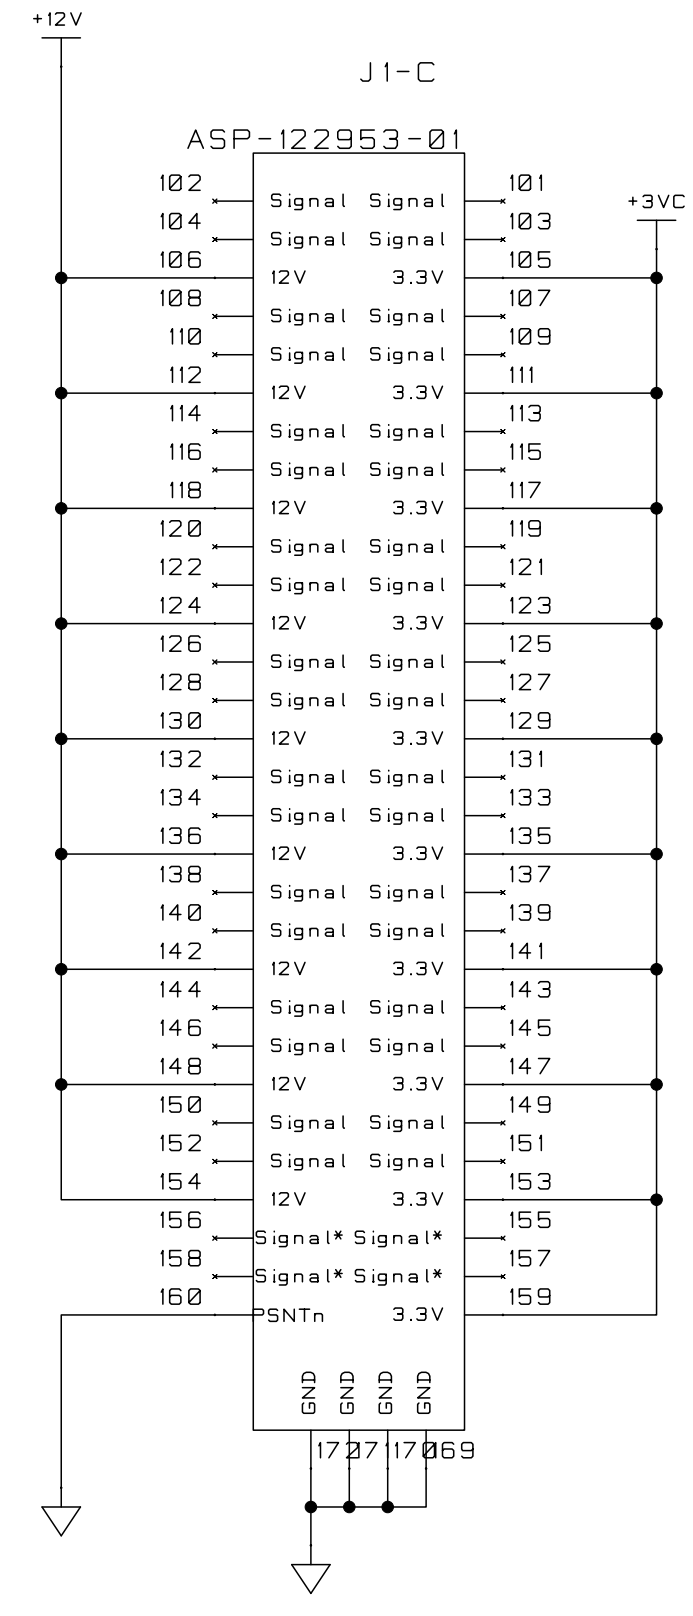 +12V
J1-C
ASP-122953-01
102 101
Signal Signal
+3VC
104 103
Signal Signal
106 105
12V 3.3V
108 107
Signal Signal
110 109
Signal Signal
112 111
12V 3.3V
114 113
Signal Signal
116 115
Signal Signal
118 117
12V 3.3V
120 119
Signal Signal
122 121
Signal Signal
124 123
12V 3.3V
126 125
Signal Signal
128 127
Signal Signal
130 129
12V 3.3V
132 131
Signal Signal
134 133
Signal Signal
136 135
12V 3.3V
138 137
Signal Signal
140 139
Signal Signal
142 141
12V 3.3V
144 143
Signal Signal
146 145
Signal Signal
148 147
12V 3.3V
150 149
Signal Signal
152 151
Signal Signal
154 153
12V 3.3V
156 155
Signal* Signal*
158 157
Signal* Signal*
160 159
PSNTn 3.3V
GND GND GND GND
172 171 170 169